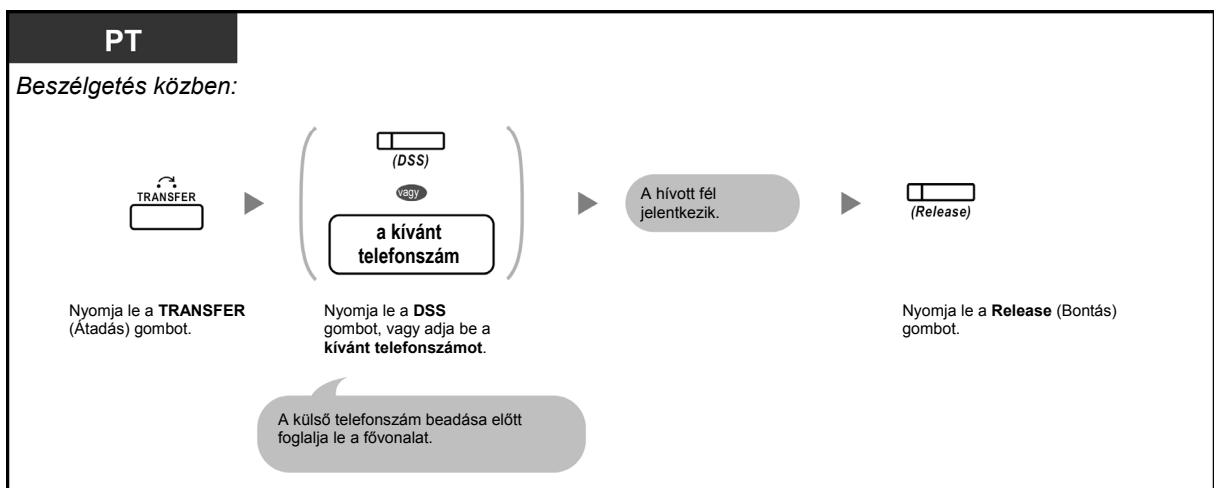 PT
Beszélgetés közben:
TRANSFER
(DSS)
vagy
a kívánt
telefonszám
A hívott fél
jelentkezik.
(Release)
Nyomja le a TRANSFER
(Átadás) gombot.
Nyomja le a DSS
gombot, vagy adja be a
kívánt telefonszámot.
Nyomja le a Release (Bontás)
gombot.
A külső telefonszám beadása előtt
foglalja le a fővonalat.